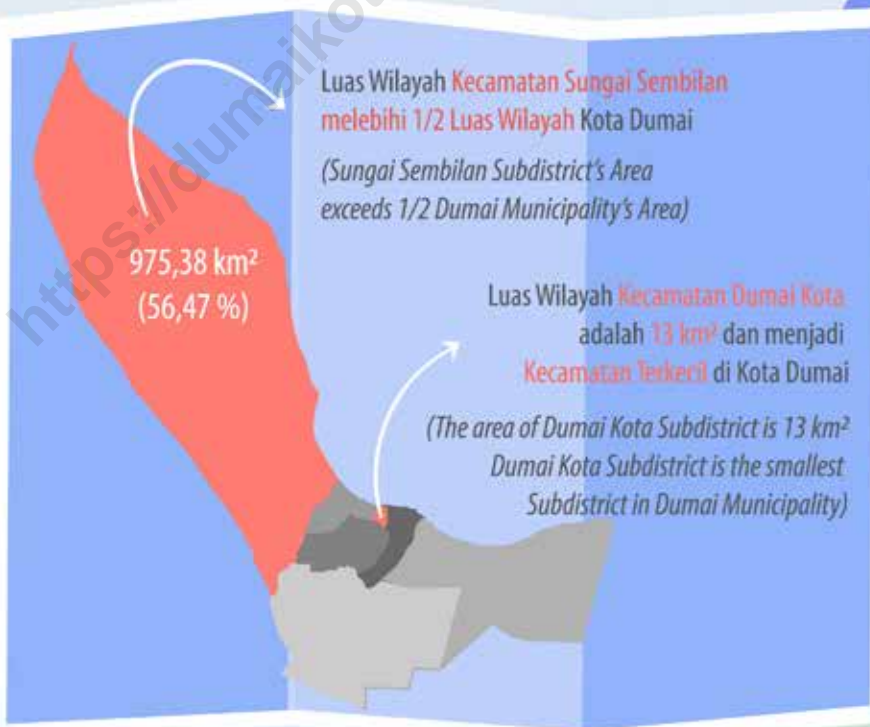 Luas Wilayah Kecamatan Sungai Sembilan
melebihi 1/2 Luas Wilayah Kota Dumai
(Sungai Sembilan Subdistrict's Area
exceeds 1/2 Dumai Municipality's Area)
975,38 km²
(56,47 %)
Luas Wilayah Kecamatan Dumai Kota
adalah 13 km² dan menjadi
Kecamatan Terkecil di Kota Dumai
(The area of Dumai Kota Subdistrict is 13 km²
Dumai Kota Subdistrict is the smallest
Subdistrict in Dumai Municipality)
https://dumaikot